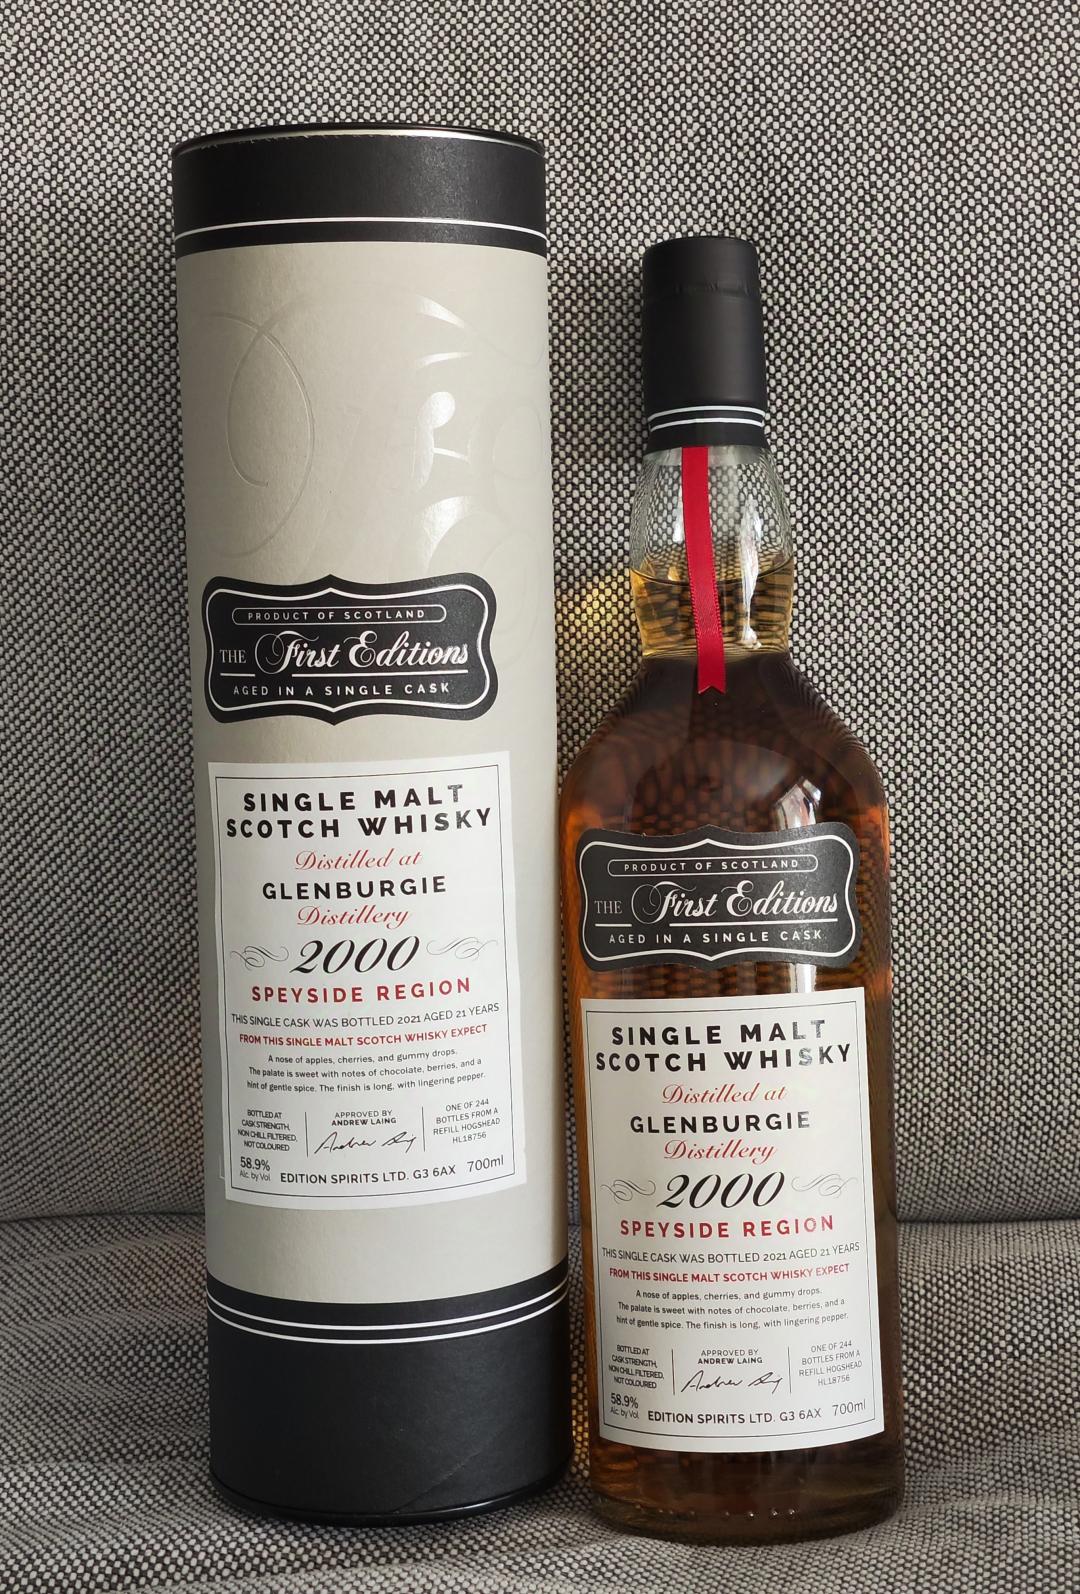 PRODUCT OF SCOTLAND
THE First Editions
AGED IN A SINGLE CASK
SINGLE MALT
SCOTCH WHISKY
Distilled at
GLENBURGIE
Distillery
2000
SPEYSIDE REGION
THIS SINGLE CASK WAS BOTTLED 2021 AGED 21 YEARS
FROM THIS SINGLE MALT SCOTCH WHISKY EXPECT
A nose of apples, cherries, and gummy drops.
The palate is sweet with notes of chocolate, berries, and a
hint of gentle spice. The finish is long, with lingering pepper.
BOTTLED AT
CASK STRENGTH,
NON CHILL FILTERED,
NOT COLOURED
APPROVED BY
ANDREW LAING
Andrew Laing
ONE OF 244
BOTTLES FROM A
REFILL HOGSHEAD
HL18756
58.9%
Alc. by Vol
EDITION SPIRITS LTD. G3 6AX
700ml
PRODUCT OF SCOTLAND
THE First Editions
AGED IN A SINGLE CASK
SINGLE MALT
SCOTCH WHISKY
Distilled at
GLENBURGIE
Distillery
2000
SPEYSIDE REGION
THIS SINGLE CASK WAS BOTTLED 2021 AGED 21 YEARS
FROM THIS SINGLE MALT SCOTCH WHISKY EXPECT
A nose of apples, cherries, and gummy drops.
The palate is sweet with notes of chocolate, berries, and a
hint of gentle spice. The finish is long, with lingering pepper.
BOTTLED AT
CASK STRENGTH,
NON CHILL FILTERED,
NOT COLOURED
APPROVED BY
ANDREW LAING
Andrew Laing
ONE OF 244
BOTTLES FROM A
REFILL HOGSHEAD
HL18756
58.9%
Alc. by Vol
EDITION SPIRITS LTD. G3 6AX
700ml